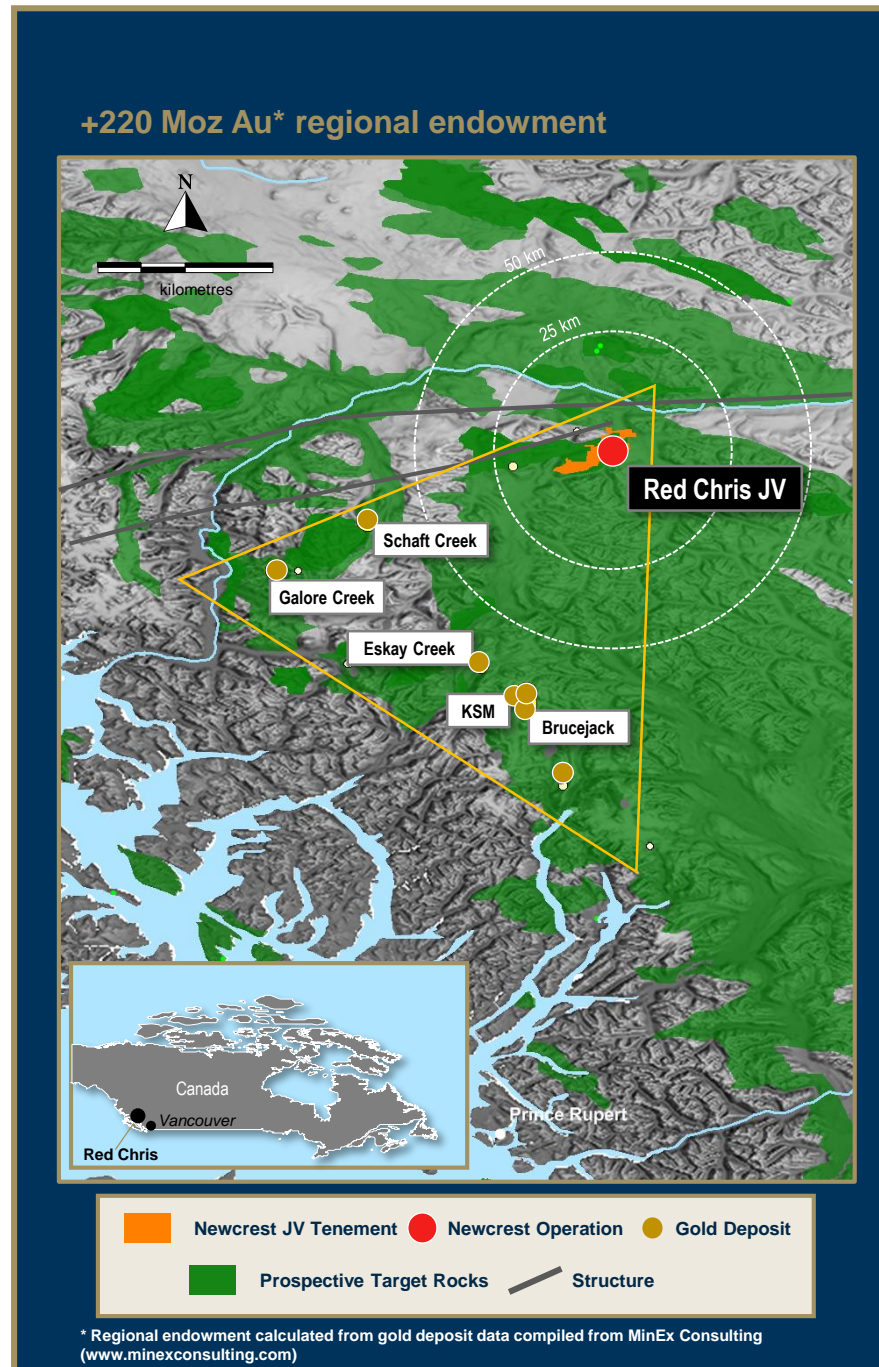 +220 Moz Au* regional endowment
N
kilometres
50 km
25 km
Red Chris JV
Schaft Creek
Galore Creek
Eskay Creek
KSM
Brucejack
Canada
Vancouver
Red Chris
Prince Rupert
Newcrest JV Tenement
Newcrest Operation
Gold Deposit
Prospective Target Rocks
Structure
* Regional endowment calculated from gold deposit data compiled from MinEx Consulting
(www.minexconsulting.com)